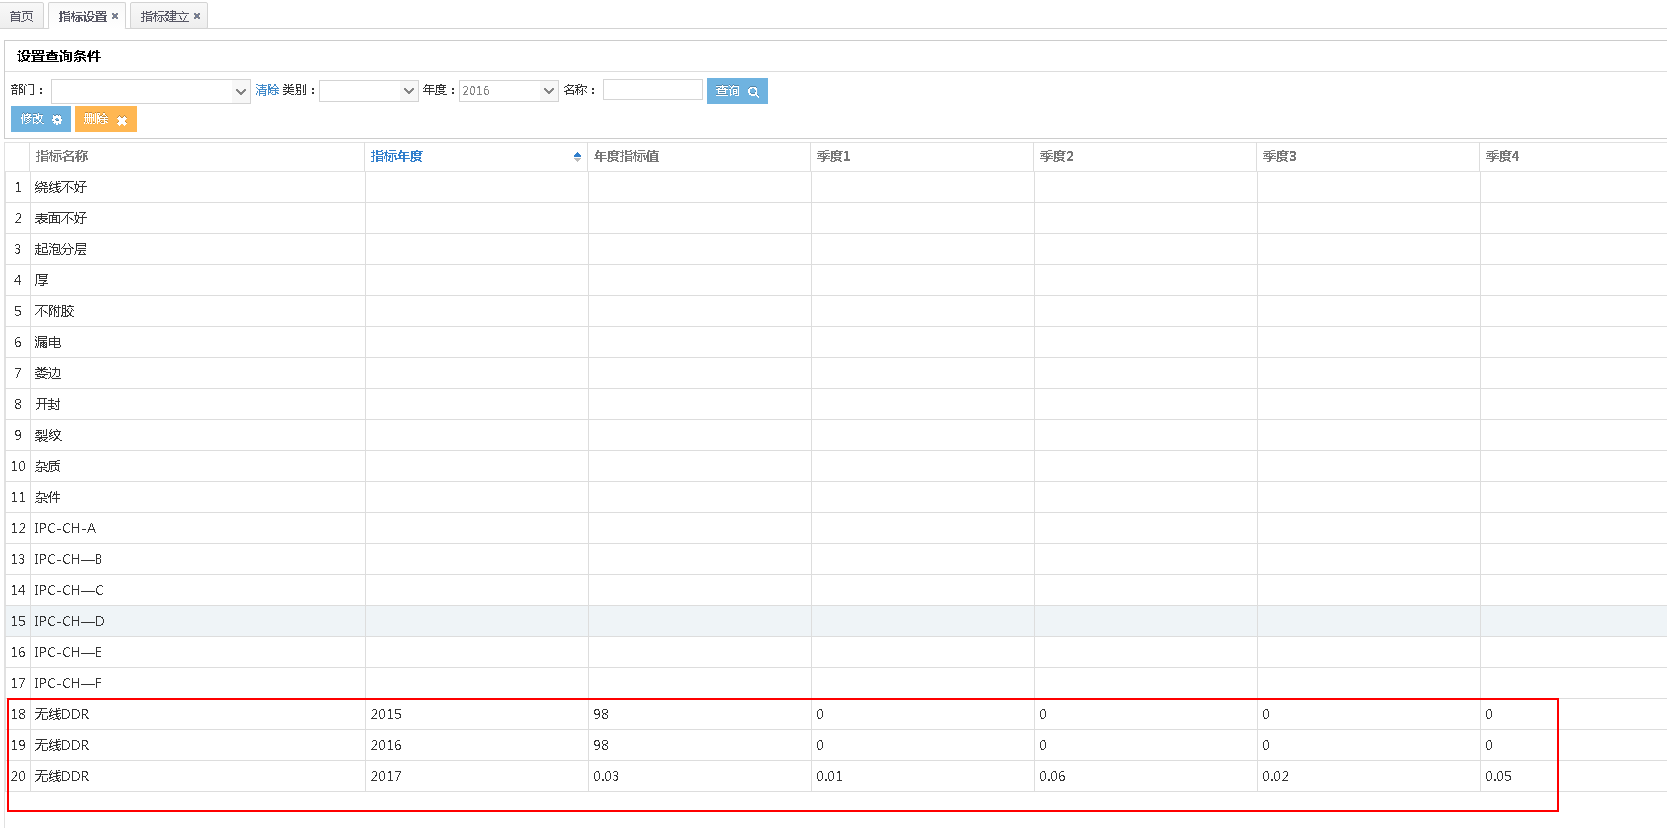 首页 指标设置 × 指标建立 ×
设置查询条件
部门： 清除 类别： 年度： 2016 名称： 查询
修改 删除
指标名称 指标年度 年度指标值 季度1 季度2 季度3 季度4
1 绕线不好
2 表面不好
3 起泡分层
4 厚
5 不附胶
6 漏电
7 娄边
8 开封
9 裂纹
10 杂质
11 杂件
12 IPC-CH-A
13 IPC-CH—B
14 IPC-CH—C
15 IPC-CH—D
16 IPC-CH—E
17 IPC-CH—F
18 无线DDR 2015 98 0 0 0 0
19 无线DDR 2016 98 0 0 0 0
20 无线DDR 2017 0.03 0.01 0.06 0.02 0.05